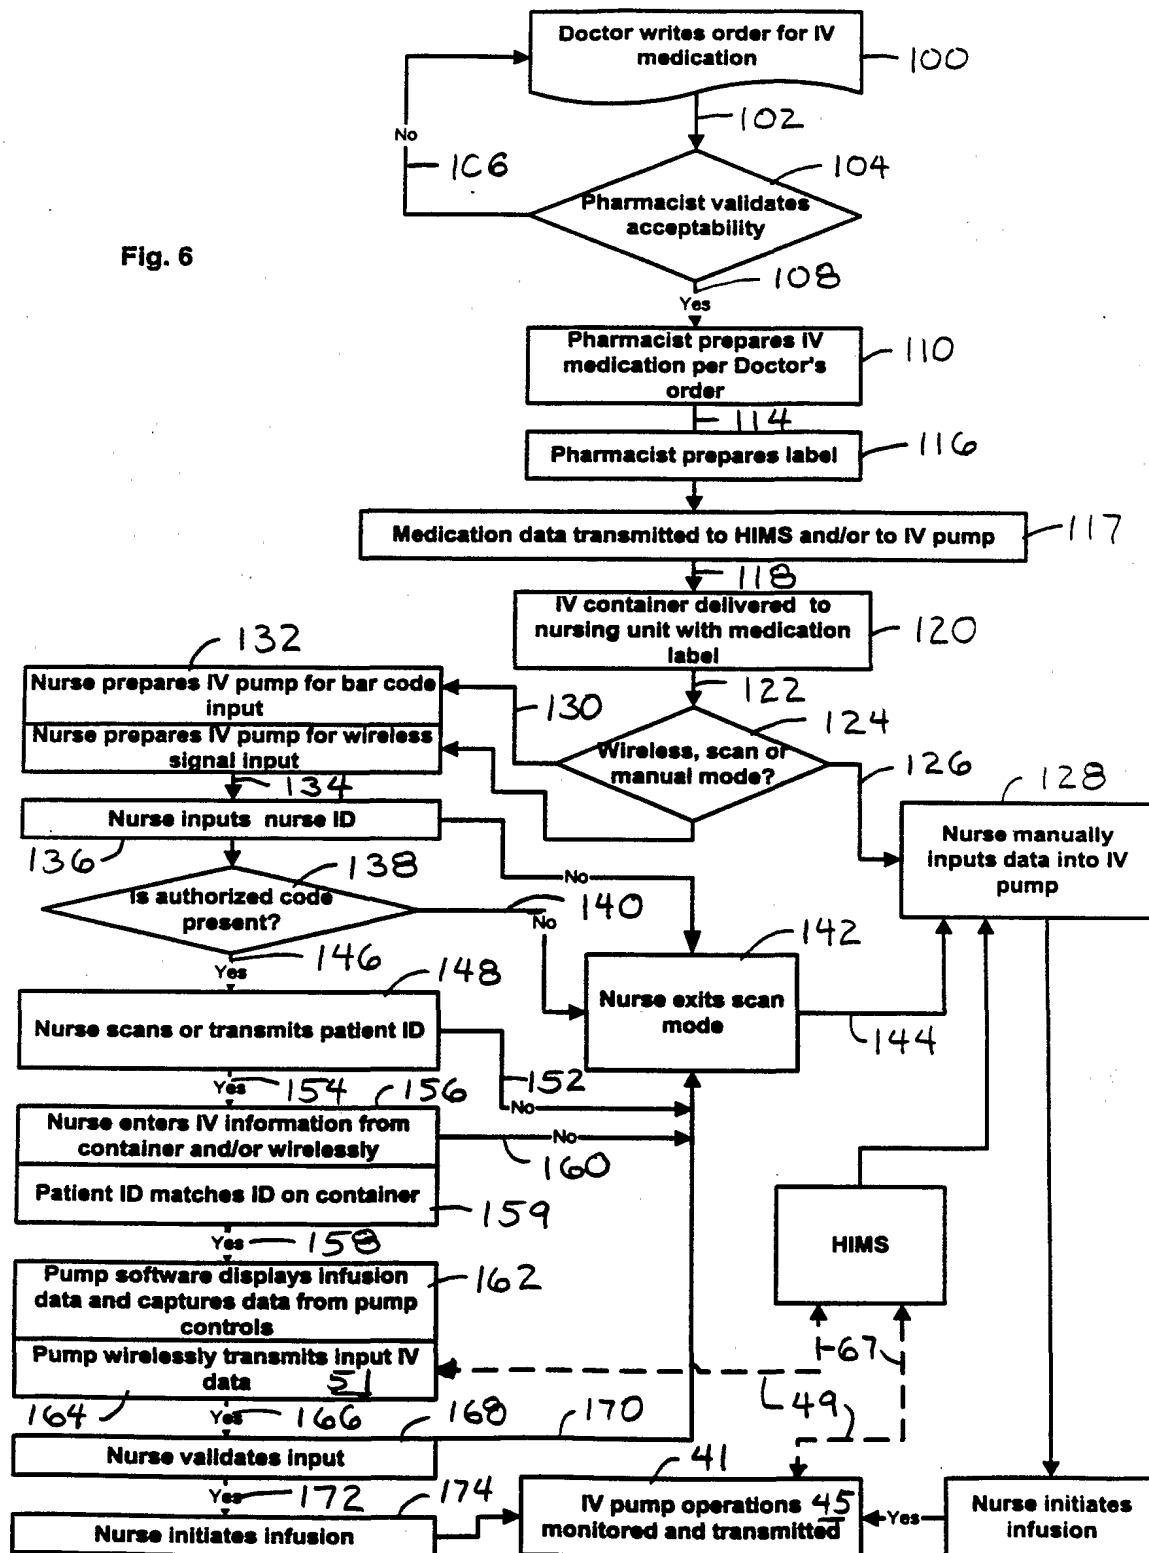 Doctor writes order for IV
medication
100
102
No
106
104
Pharmacist validates
acceptability
Fig. 6
108
Yes
Pharmacist prepares IV
medication per Doctor's
order
110
114
Pharmacist prepares label
116
Medication data transmitted to HIMS and/or to IV pump
117
118
IV container delivered to
nursing unit with medication
label
120
122
132
Nurse prepares IV pump for bar code
input
130
124
Nurse prepares IV pump for wireless
signal input
Wireless, scan or
manual mode?
126
128
134
Nurse inputs nurse ID
136
Nurse manually
inputs data into IV
pump
138
No
Is authorized code
present?
140
No
142
146
Yes
148
Nurse exits scan
mode
144
Nurse scans or transmits patient ID
152
No
Yes
154
156
Nurse enters IV information from
container and/or wirelessly
No
160
Patient ID matches ID on container
159
Yes
158
HIMS
Pump software displays infusion
data and captures data from pump
controls
162
Pump wirelessly transmits input IV
data
51
67
49
164
Yes
166
168
170
Nurse validates input
41
Yes
172
174
IV pump operations 45
monitored and transmitted
Yes
Nurse initiates
infusion
Nurse initiates infusion